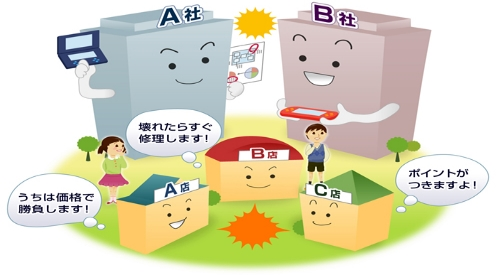 A社
B社
壊れたらすぐ
修理します!
B店
ポイントが
つきますよ!
うちは価格で
勝負します!
A店
C店